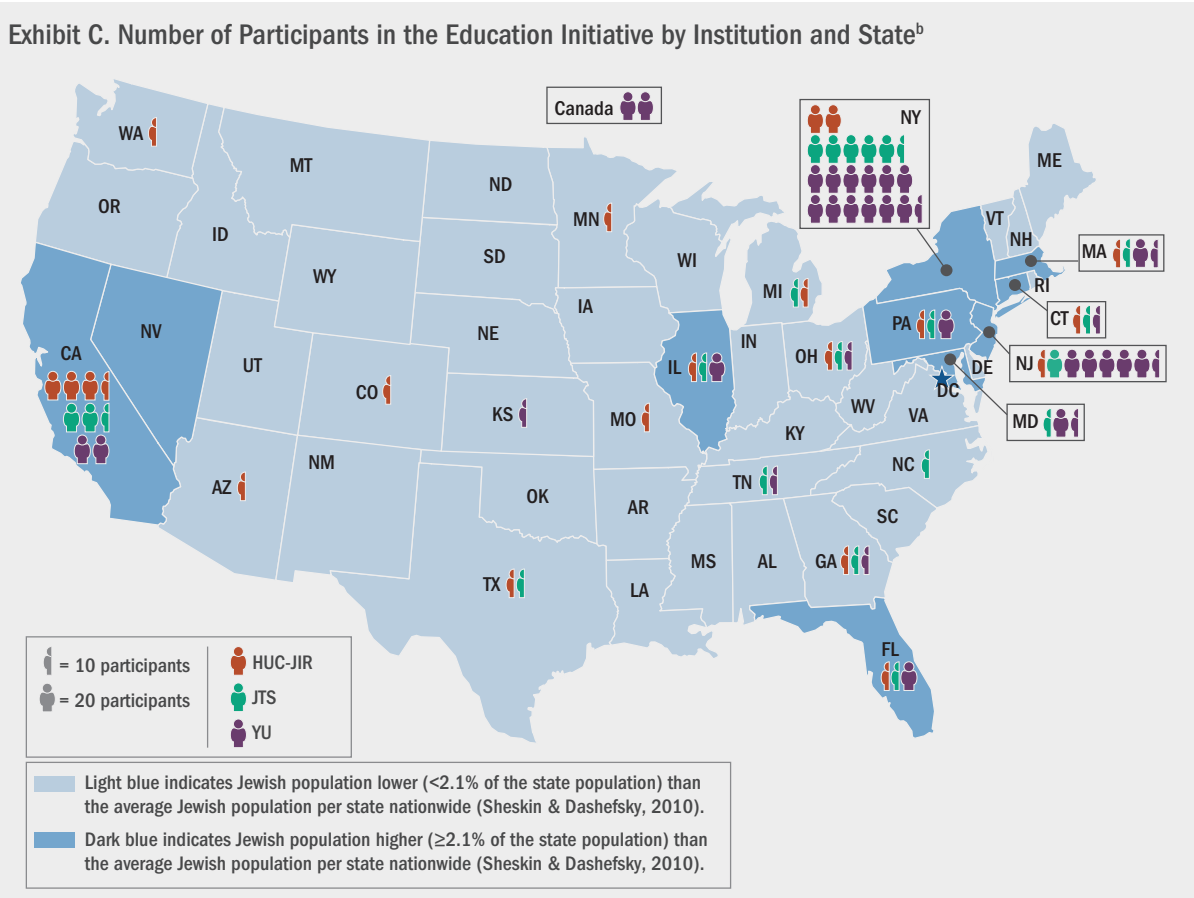 Exhibit C. Number of Participants in the Education Initiative by Institution and Stateᵇ
Canada
NY
WA
MT
ND
MN
ME
OR
ID
VT
NH
MA
WY
SD
WI
MI
RI
CT
IA
PA
NV
NE
IN
OH
NJ
CA
UT
IL
DE
CO
DC
KS
MO
WV
VA
MD
KY
NM
NC
AZ
TN
OK
AR
SC
MS
AL
GA
TX
LA
FL
= 10 participants
= 20 participants
HUC-JIR
JTS
YU
Light blue indicates Jewish population lower (<2.1% of the state population) than
the average Jewish population per state nationwide (Sheskin & Dashefsky, 2010).
Dark blue indicates Jewish population higher (≥2.1% of the state population) than
the average Jewish population per state nationwide (Sheskin & Dashefsky, 2010).